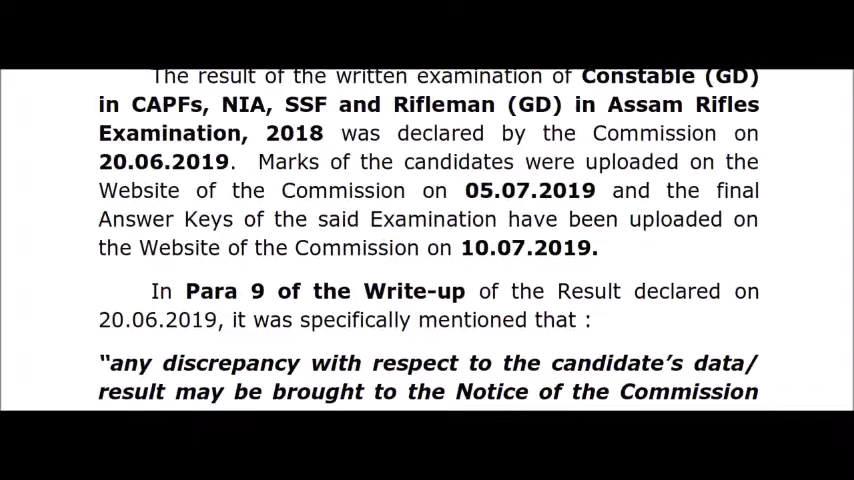 The result of the written examination of Constable (GD)
in CAPFs, NIA, SSF and Rifleman (GD) in Assam Rifles
Examination, 2018 was declared by the Commission on
20.06.2019. Marks of the candidates were uploaded on the
Website of the Commission on 05.07.2019 and the final
Answer Keys of the said Examination have been uploaded on
the Website of the Commission on 10.07.2019.
In Para 9 of the Write-up of the Result declared on
20.06.2019, it was specifically mentioned that :
“any discrepancy with respect to the candidate’s data/
result may be brought to the Notice of the Commission